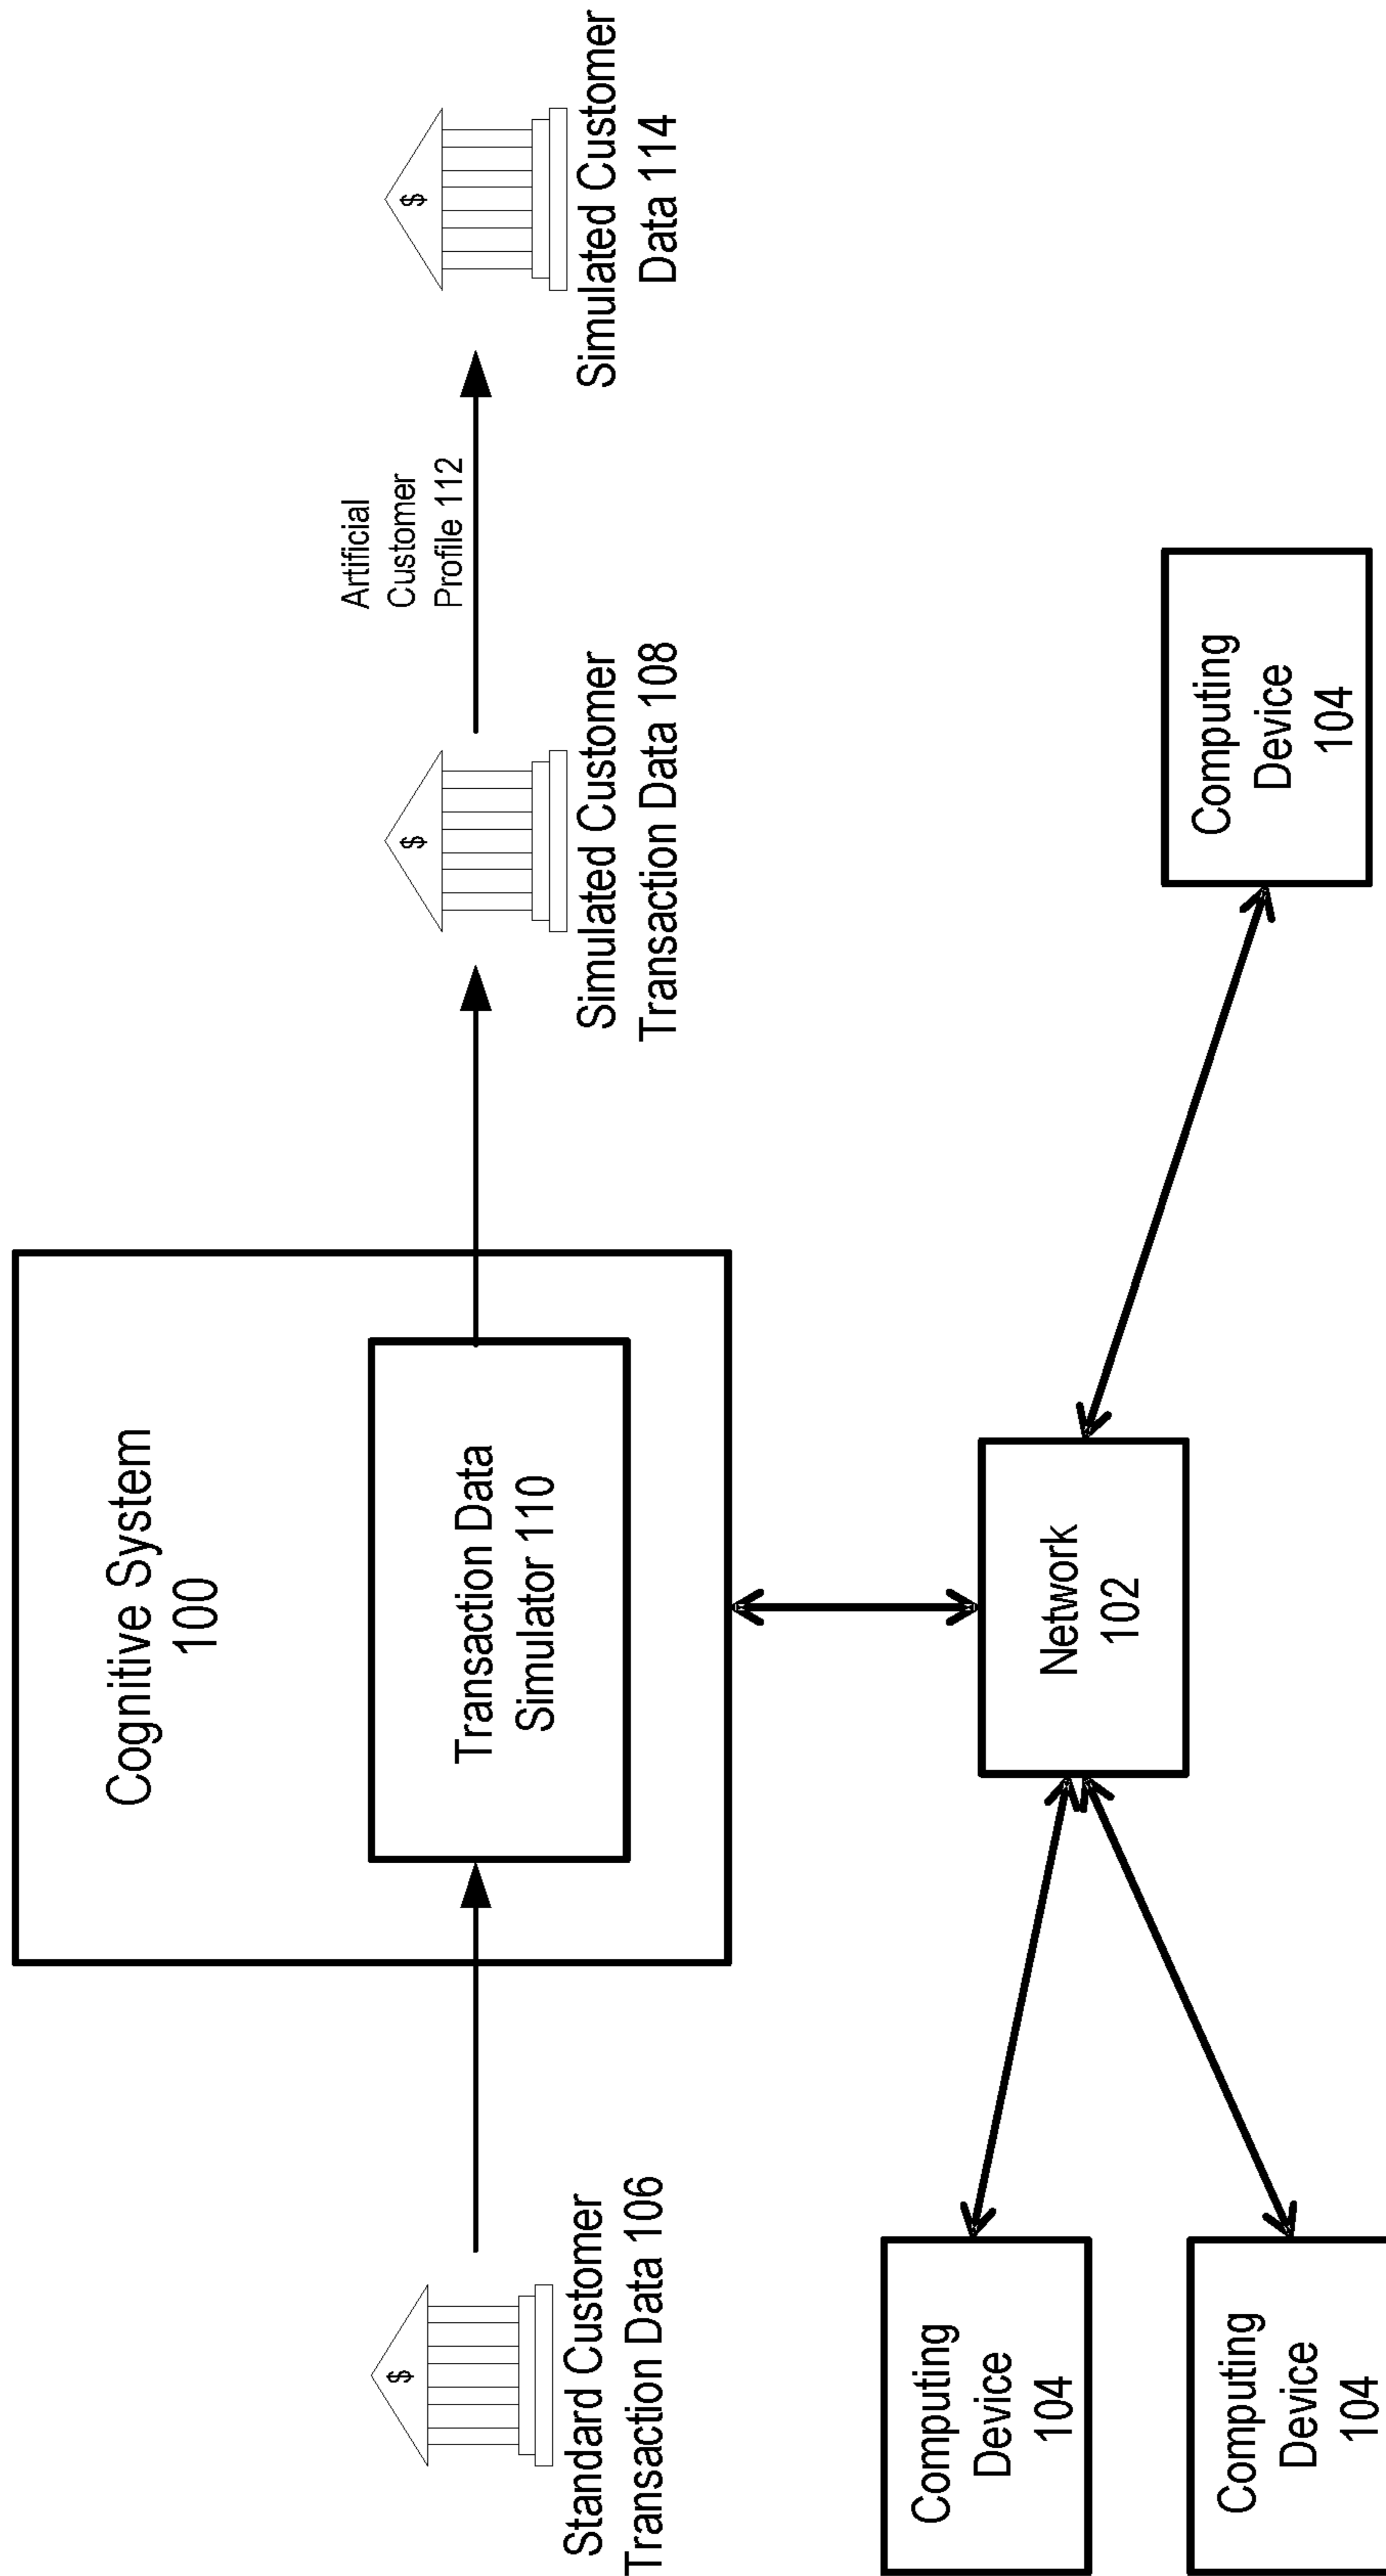 Cognitive System
100
Transaction Data
Simulator 110
$
Standard Customer
Transaction Data 106
$
Simulated Customer
Transaction Data 108
Artificial
Customer
Profile 112
$
Simulated Customer
Data 114
Network
102
Computing
Device
104
Computing
Device
104
Computing
Device
104